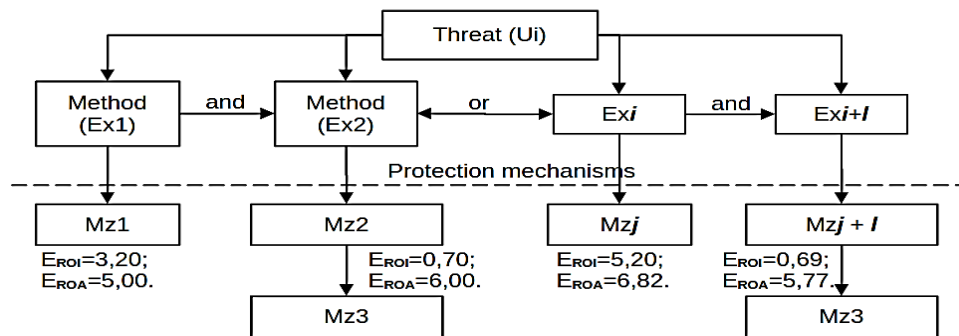 Threat (Ui)
Method
(Ex1)
and
Method
(Ex2)
or
Exi
and
Exi+l
Protection mechanisms
Mz1
Mz2
Mzj
Mzj + l
EROI=3,20;
EROA=5,00.
EROI=0,70;
EROA=6,00.
EROI=5,20;
EROA=6,82.
EROI=0,69;
EROA=5,77.
Mz3
Mz3